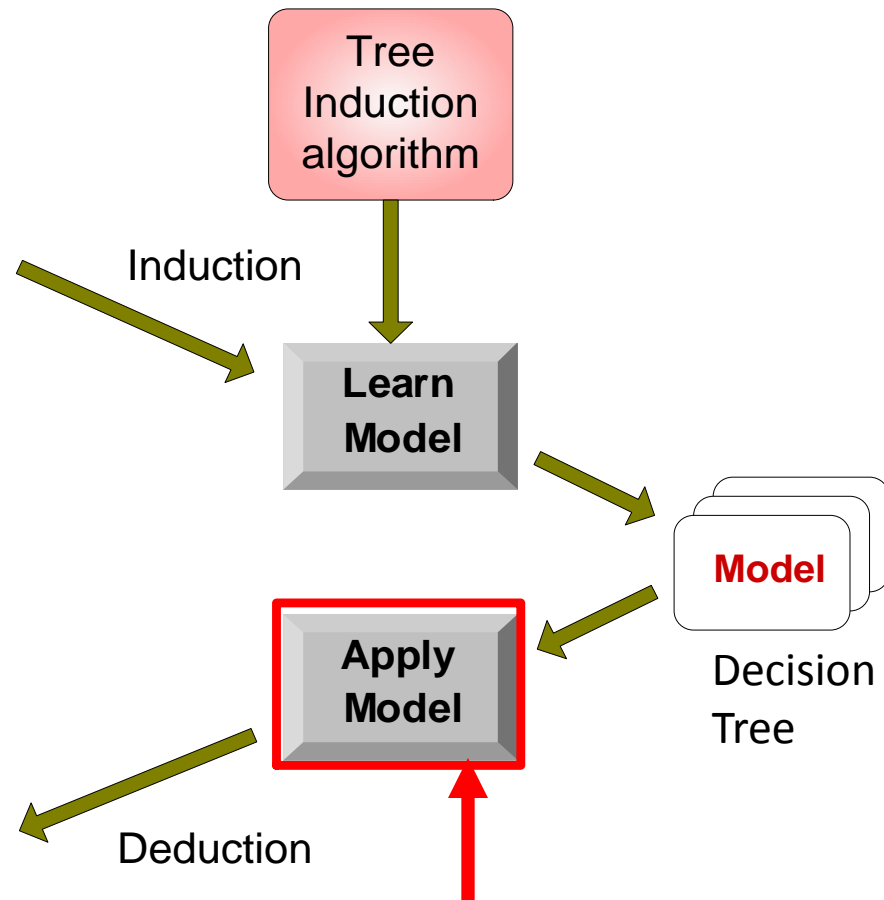 Tree
Induction
algorithm
Induction
Learn
Model
Model
Decision
Tree
Apply
Model
Deduction